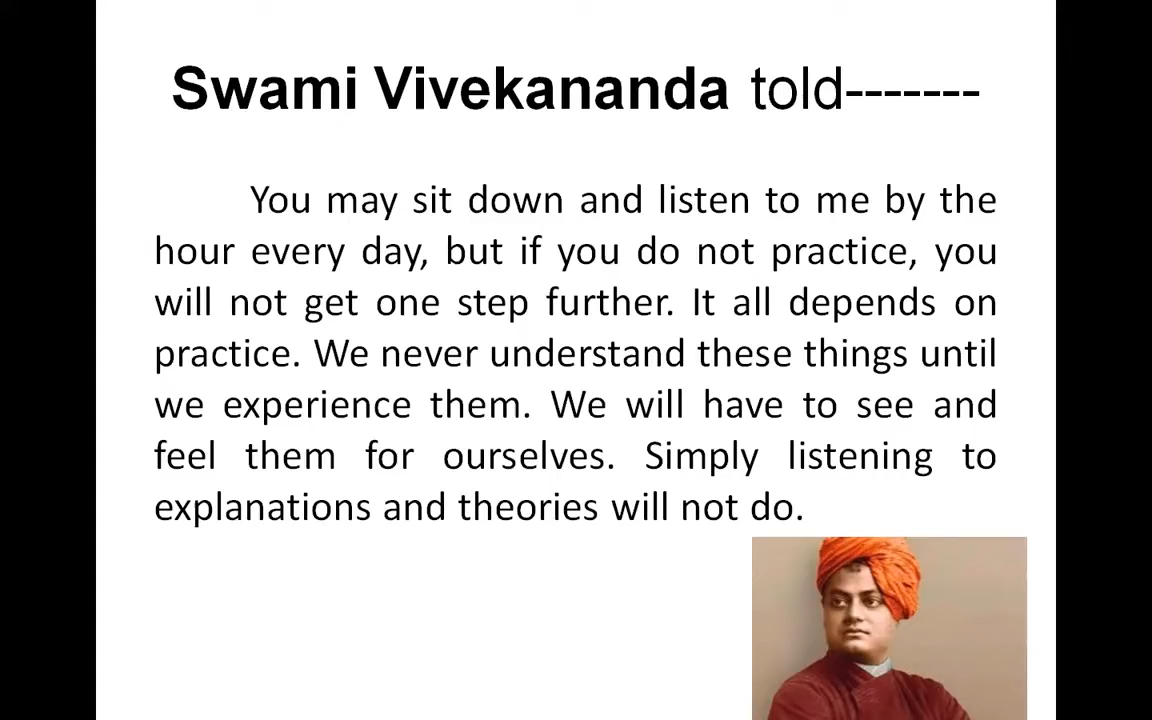 Swami Vivekananda told-------
You may sit down and listen to me by the
hour every day, but if you do not practice, you
will not get one step further. It all depends on
practice. We never understand these things until
we experience them. We will have to see and
feel them for ourselves. Simply listening to
explanations and theories will not do.